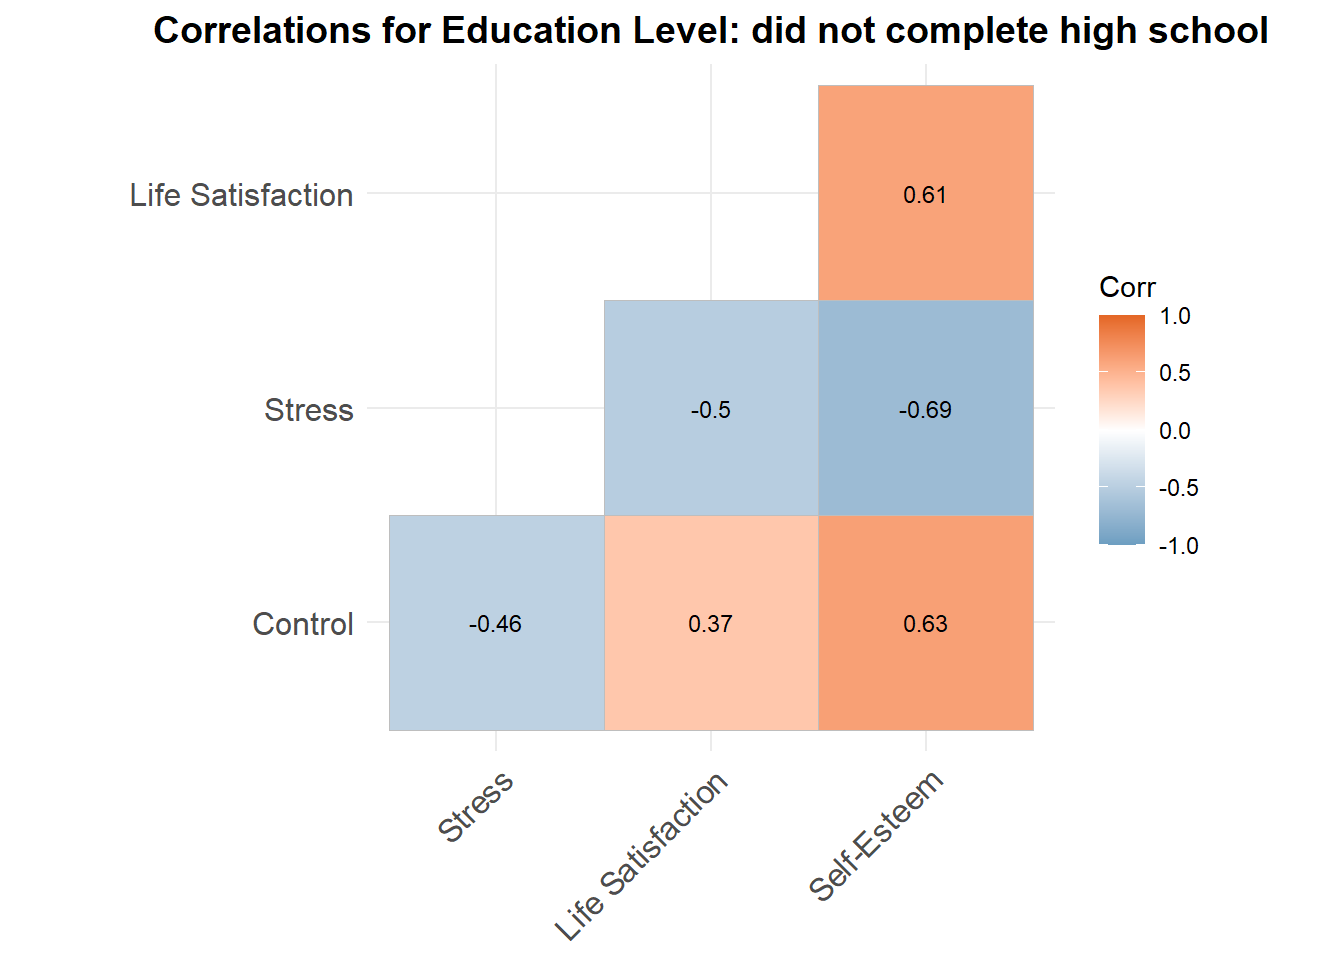 Correlations for Education Level: did not complete high school
Life Satisfaction
0.61
Stress
-0.5
-0.69
Control
-0.46
0.37
0.63
Stress
Life Satisfaction
Self-Esteem
Corr
1.0
0.5
0.0
-0.5
-1.0